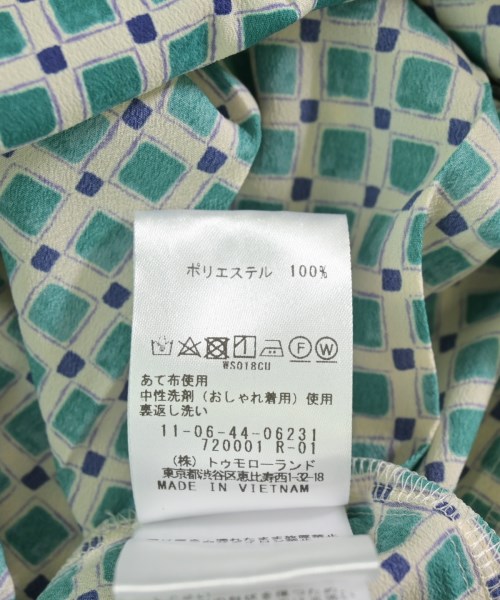 ポリエステル 100%
F W
WS018CU
あて布使用
中性洗剤（おしゃれ着用）使用
裏返し洗い
11-06-44-06231
720001 R-01
（株）トゥモローランド
東京都渋谷区恵比寿西1-32-18
MADE IN VIETNAM